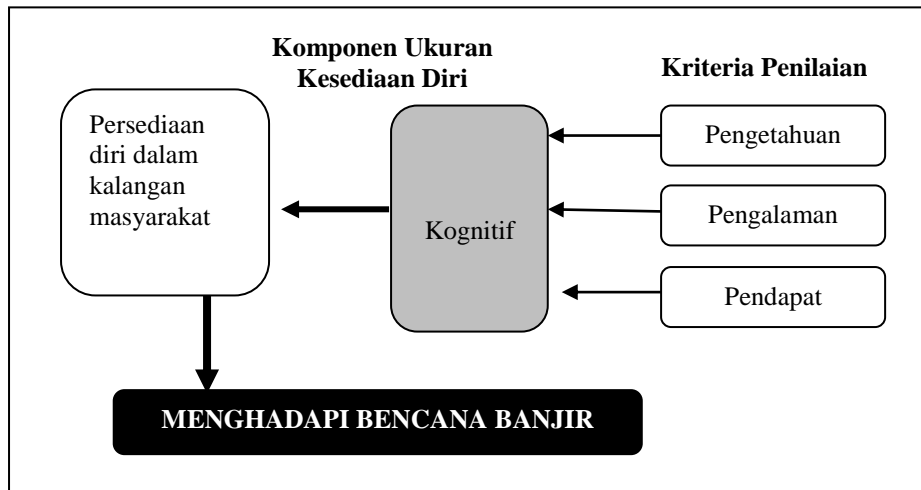 Komponen Ukuran
Kesediaan Diri
Kriteria Penilaian
Persediaan
diri dalam
kalangan
masyarakat
Kognitif
Pengetahuan
Pengalaman
Pendapat
MENGHADAPI BENCANA BANJIR